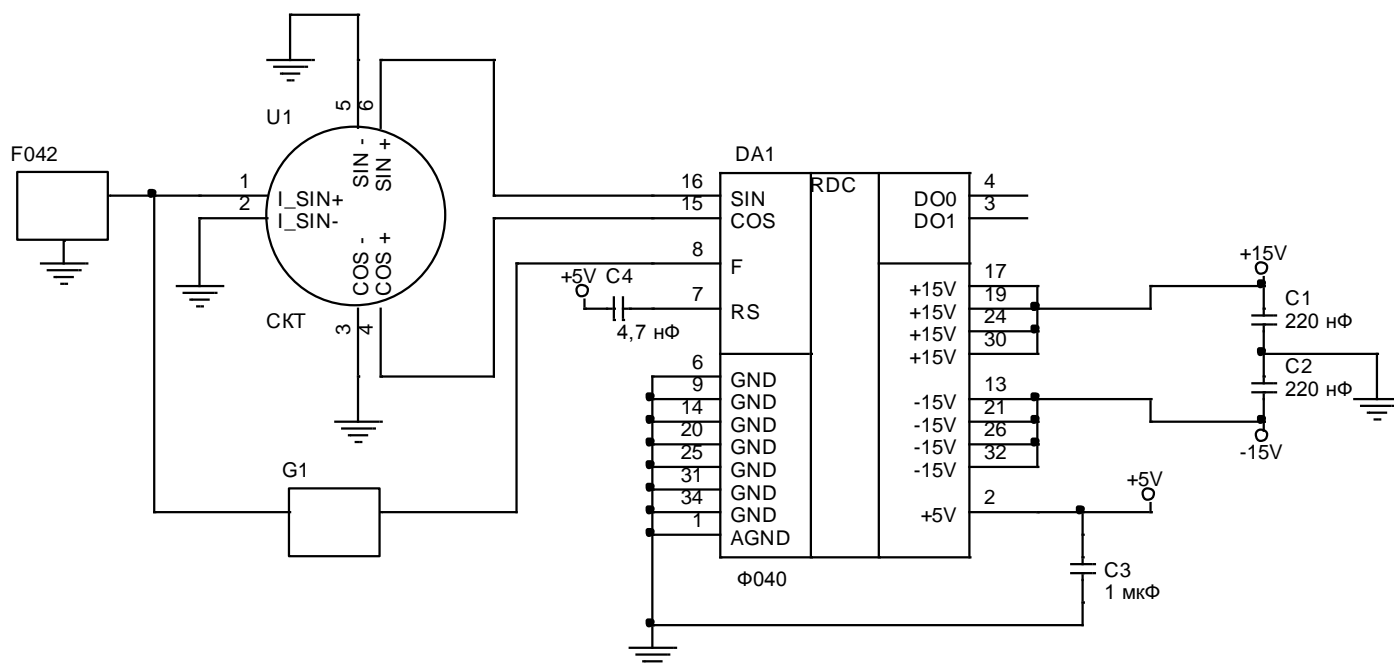 U1
F042
5
6
SIN -
SIN +
1
2
I_SIN+
I_SIN-
COS -
COS +
СКТ
3
4
G1
DA1
RDC
16
SIN
15
COS
8
F
+5V
C4
4,7 нФ
7
RS
6
GND
9
GND
14
GND
20
GND
25
GND
31
GND
34
GND
1
AGND
Ф040
DO0
4
DO1
3
17
+15V
19
+15V
24
+15V
30
+15V
13
-15V
21
-15V
26
-15V
32
-15V
2
+5V
+15V
C1
220 нФ
C2
220 нФ
-15V
+5V
C3
1 мкФ